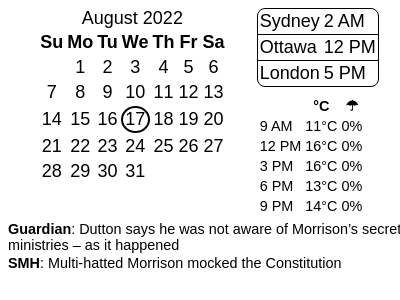 August 2022
Su Mo Tu We Th Fr Sa
1 2 3 4 5 6
7 8 9 10 11 12 13
14 15 16 17 18 19 20
21 22 23 24 25 26 27
28 29 30 31
Sydney 2 AM
Ottawa 12 PM
London 5 PM
°C ☂
9 AM 11°C 0%
12 PM 16°C 0%
3 PM 16°C 0%
6 PM 13°C 0%
9 PM 14°C 0%
Guardian: Dutton says he was not aware of Morrison’s secret
ministries – as it happened
SMH: Multi-hatted Morrison mocked the Constitution